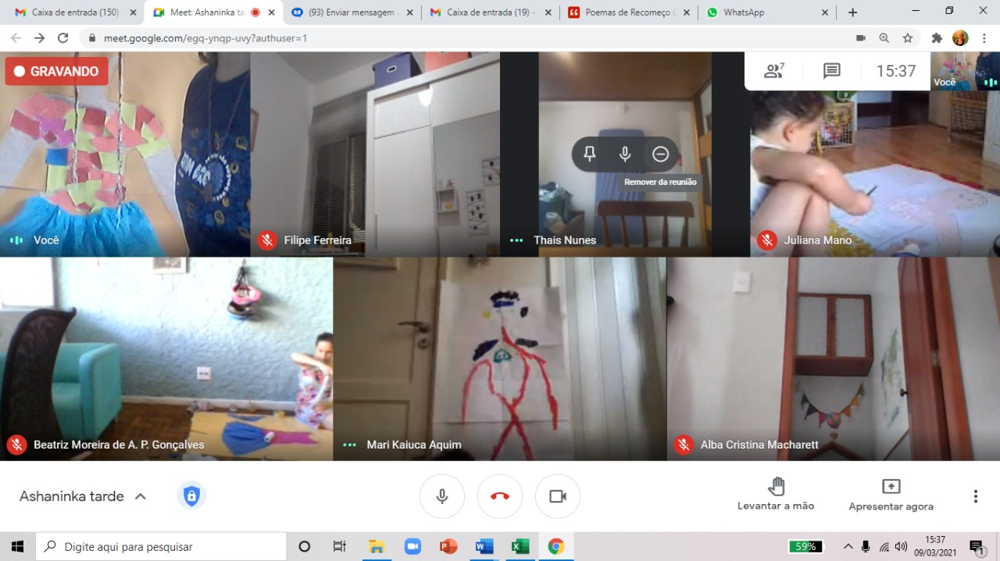 Caixa de entrada (150) -
Meet: Ashaninka ta
(93) Enviar mensagem -
Caixa de entrada (19) -
Poemas de Recomeço (
WhatsApp
meet.google.com/egq-ynqp-uvy?authuser=1
GRAVANDO
7
15:37
Você
Remover da reunião
Você
Filipe Ferreira
Thais Nunes
Juliana Mano
Beatriz Moreira de A. P. Gonçalves
Mari Kaiuca Aquim
Alba Cristina Macharett
Ashaninka tarde
Levantar a mão
Apresentar agora
Digite aqui para pesquisar
59%
15:37
09/03/2021
1